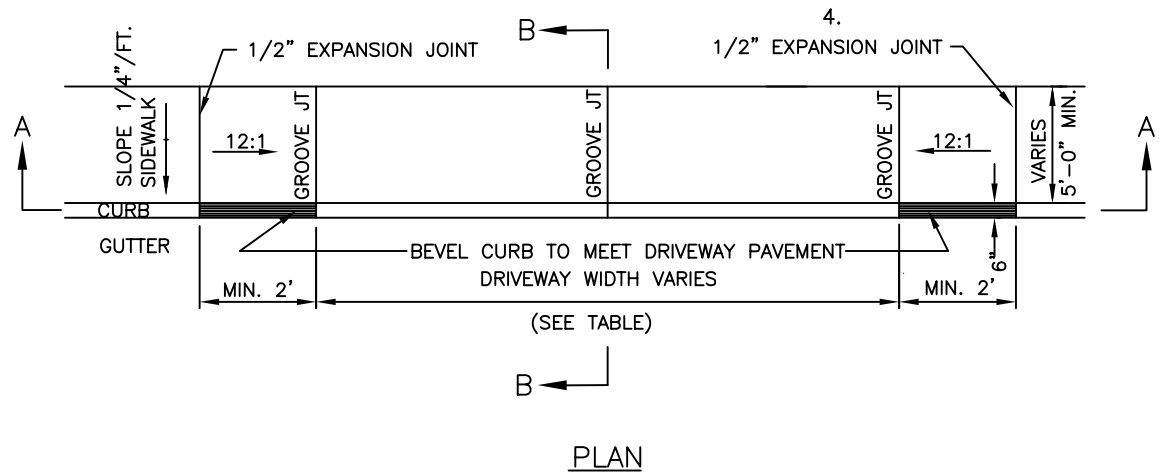 B
4.
1/2" EXPANSION JOINT
1/2" EXPANSION JOINT
A
SLOPE 1/4"/FT.
SIDEWALK
12:1
GROOVE JT
GROOVE JT
GROOVE JT
12:1
VARIES
5'-0" MIN.
A
CURB
GUTTER
BEVEL CURB TO MEET DRIVEWAY PAVEMENT
6"
DRIVEWAY WIDTH VARIES
MIN. 2'
MIN. 2'
(SEE TABLE)
B
PLAN